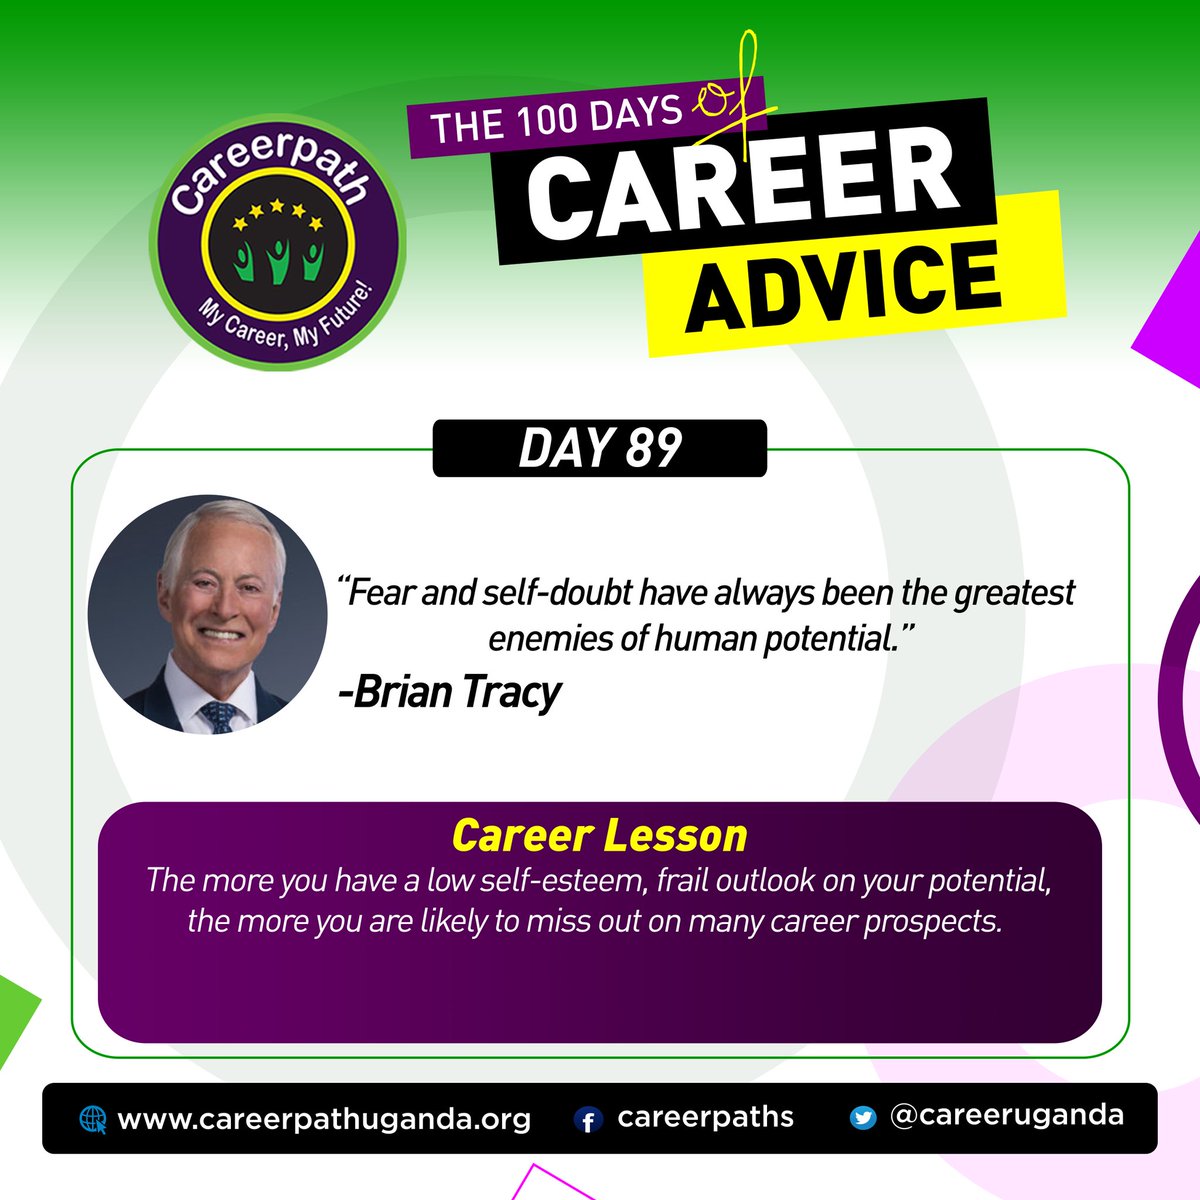 Careerpath
My Career, My Future!
THE 100 DAYS of
CAREER
ADVICE
DAY 89
“Fear and self-doubt have always been the greatest
enemies of human potential.”
-Brian Tracy
Career Lesson
The more you have a low self-esteem, frail outlook on your potential,
the more you are likely to miss out on many career prospects.
www.careerpathuganda.org careerpaths @careeruganda